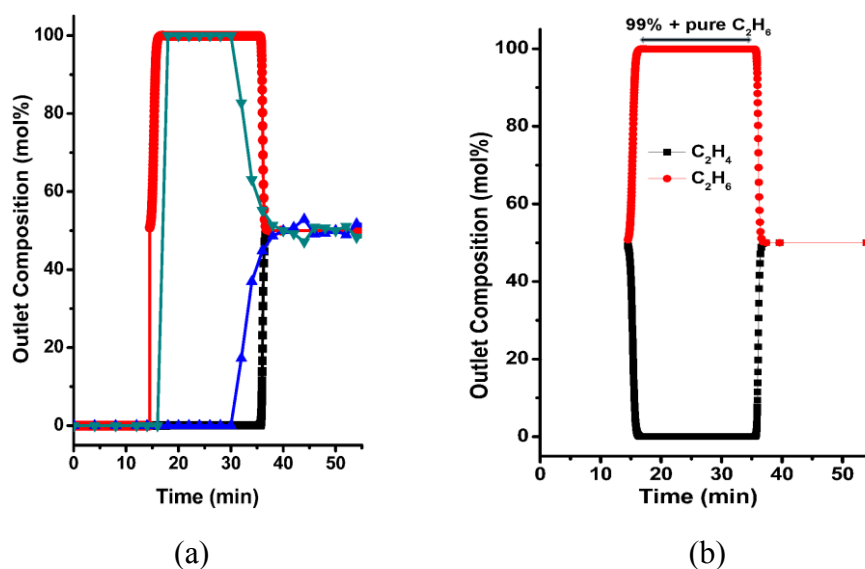 100
80
60
40
20
0
Outlet Composition (mol%)
0 10 20 30 40 50
Time (min)
(a)
99% + pure C₂H₆
100
80
60
40
20
0
Outlet Composition (mol%)
C₂H₄
C₂H₆
0 10 20 30 40 50
Time (min)
(b)